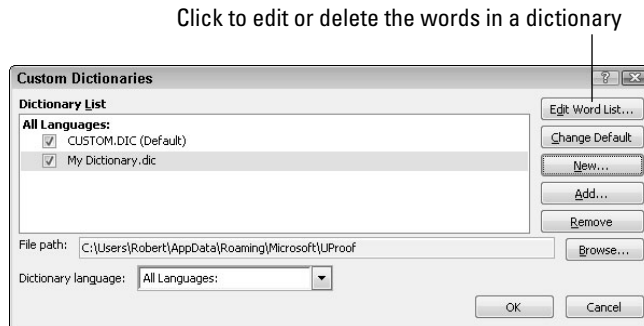 Click to edit or delete the words in a dictionary
Custom Dictionaries
Dictionary List
Edit Word List...
All Languages:
CUSTOM.DIC (Default)
Change Default
My Dictionary.dic
New...
Add...
Remove
File path: C:\Users\Robert\AppData\Roaming\Microsoft\UProof
Browse...
Dictionary language: All Languages:
OK Cancel